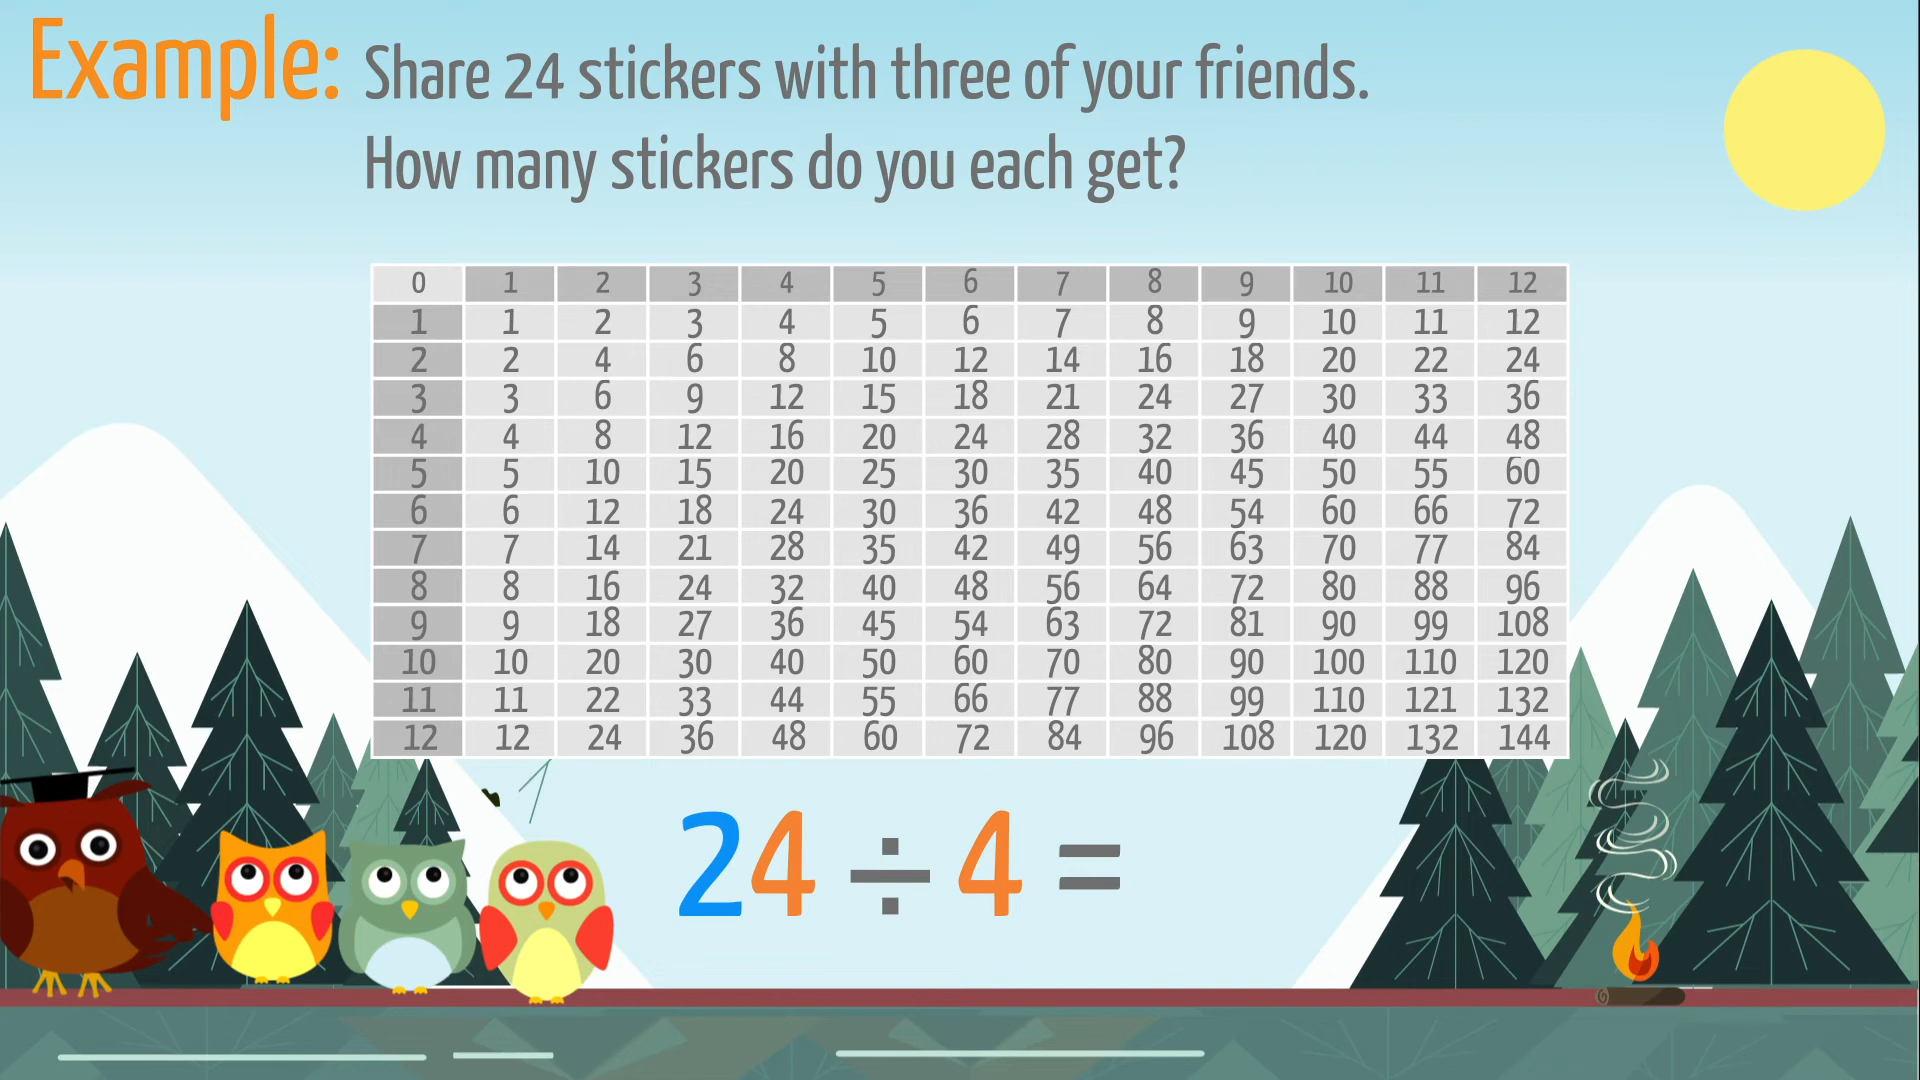 Example: Share 24 stickers with three of your friends.
How many stickers do you each get?
0 1 2 3 4 5 6 7 8 9 10 11 12
1 1 2 3 4 5 6 7 8 9 10 11 12
2 2 4 6 8 10 12 14 16 18 20 22 24
3 3 6 9 12 15 18 21 24 27 30 33 36
4 4 8 12 16 20 24 28 32 36 40 44 48
5 5 10 15 20 25 30 35 40 45 50 55 60
6 6 12 18 24 30 36 42 48 54 60 66 72
7 7 14 21 28 35 42 49 56 63 70 77 84
8 8 16 24 32 40 48 56 64 72 80 88 96
9 9 18 27 36 45 54 63 72 81 90 99 108
10 10 20 30 40 50 60 70 80 90 100 110 120
11 11 22 33 44 55 66 77 88 99 110 121 132
12 12 24 36 48 60 72 84 96 108 120 132 144
24 ÷ 4 =